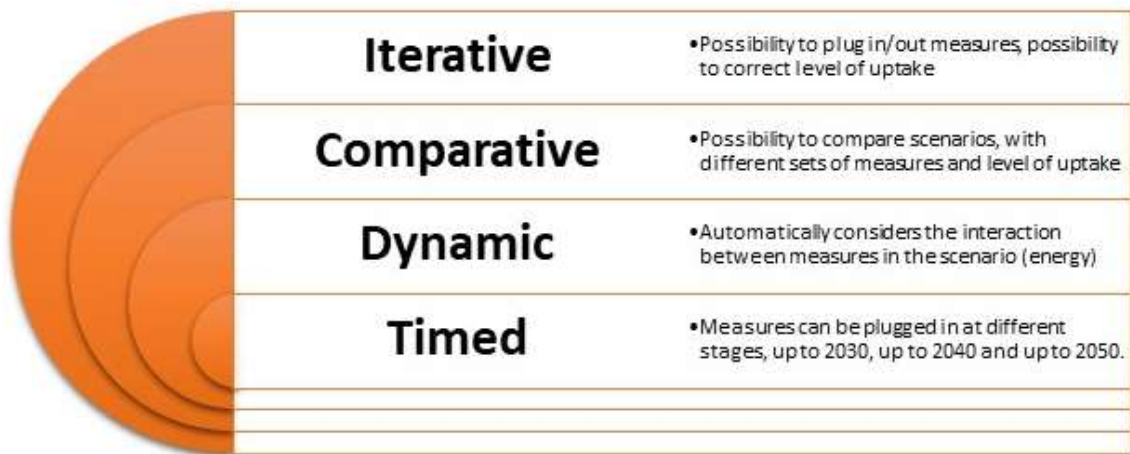 Iterative
•Possibility to plug in/out measures, possibility
to correct level of uptake
Comparative
•Possibility to compare scenarios, with
different sets of measures and level of uptake
Dynamic
•Automatically considers the interaction
between measures in the scenario (energy)
Timed
•Measures can be plugged in at different
stages, up to 2030, up to 2040 and up to 2050.